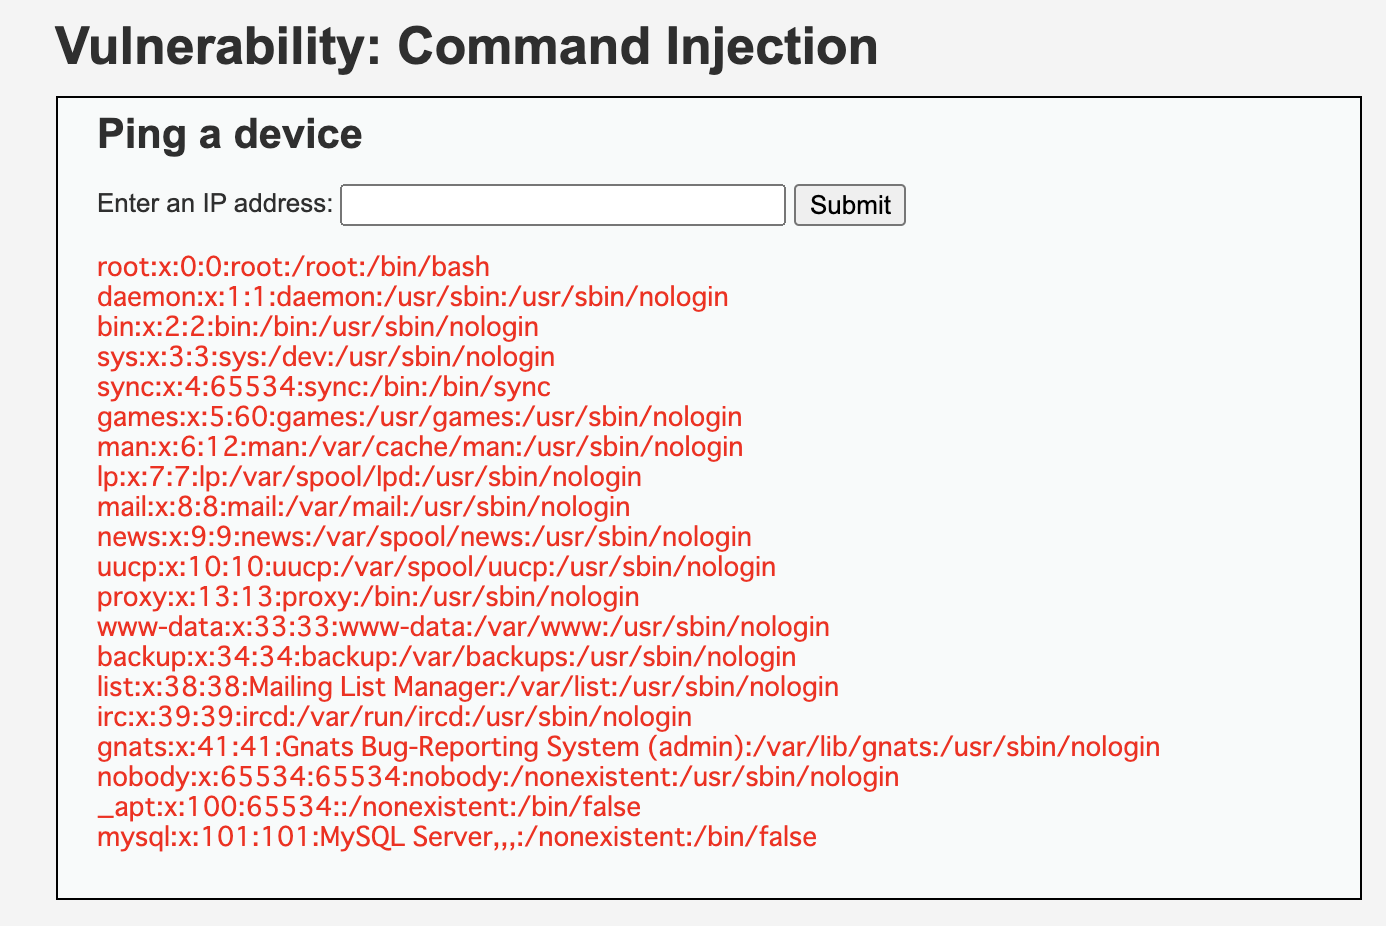 Vulnerability: Command Injection
Ping a device
Enter an IP address: Submit
root:x:0:0:root:/root:/bin/bash
daemon:x:1:1:daemon:/usr/sbin:/usr/sbin/nologin
bin:x:2:2:bin:/bin:/usr/sbin/nologin
sys:x:3:3:sys:/dev:/usr/sbin/nologin
sync:x:4:65534:sync:/bin:/bin/sync
games:x:5:60:games:/usr/games:/usr/sbin/nologin
man:x:6:12:man:/var/cache/man:/usr/sbin/nologin
lp:x:7:7:lp:/var/spool/lpd:/usr/sbin/nologin
mail:x:8:8:mail:/var/mail:/usr/sbin/nologin
news:x:9:9:news:/var/spool/news:/usr/sbin/nologin
uucp:x:10:10:uucp:/var/spool/uucp:/usr/sbin/nologin
proxy:x:13:13:proxy:/bin:/usr/sbin/nologin
www-data:x:33:33:www-data:/var/www:/usr/sbin/nologin
backup:x:34:34:backup:/var/backups:/usr/sbin/nologin
list:x:38:38:Mailing List Manager:/var/list:/usr/sbin/nologin
irc:x:39:39:ircd:/var/run/ircd:/usr/sbin/nologin
gnats:x:41:41:Gnats Bug-Reporting System (admin):/var/lib/gnats:/usr/sbin/nologin
nobody:x:65534:65534:nobody:/nonexistent:/usr/sbin/nologin
_apt:x:100:65534::/nonexistent:/bin/false
mysql:x:101:101:MySQL Server,,,:/nonexistent:/bin/false